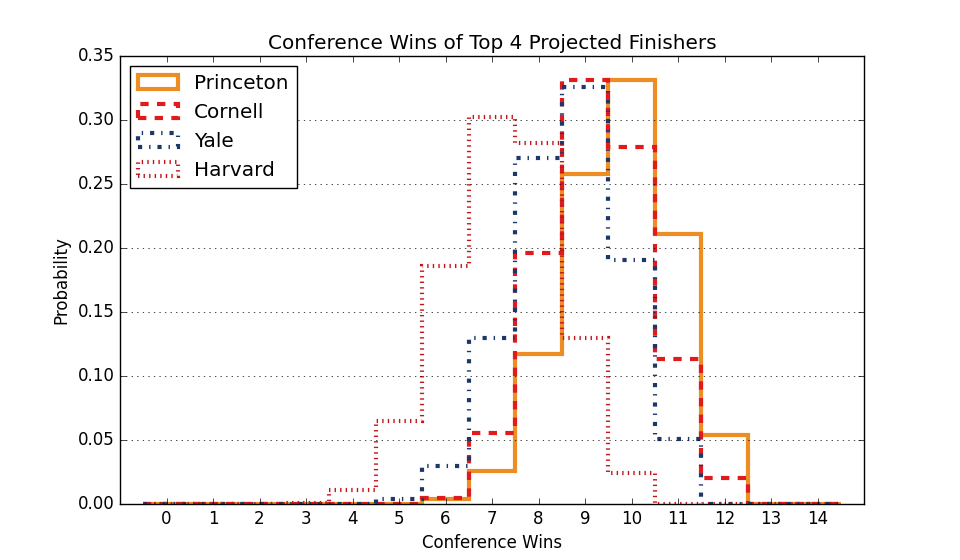 Conference Wins of Top 4 Projected Finishers
Princeton
Cornell
Yale
Harvard
0.35
0.30
0.25
0.20
0.15
0.10
0.05
0.00
Probability
0 1 2 3 4 5 6 7 8 9 10 11 12 13 14
Conference Wins